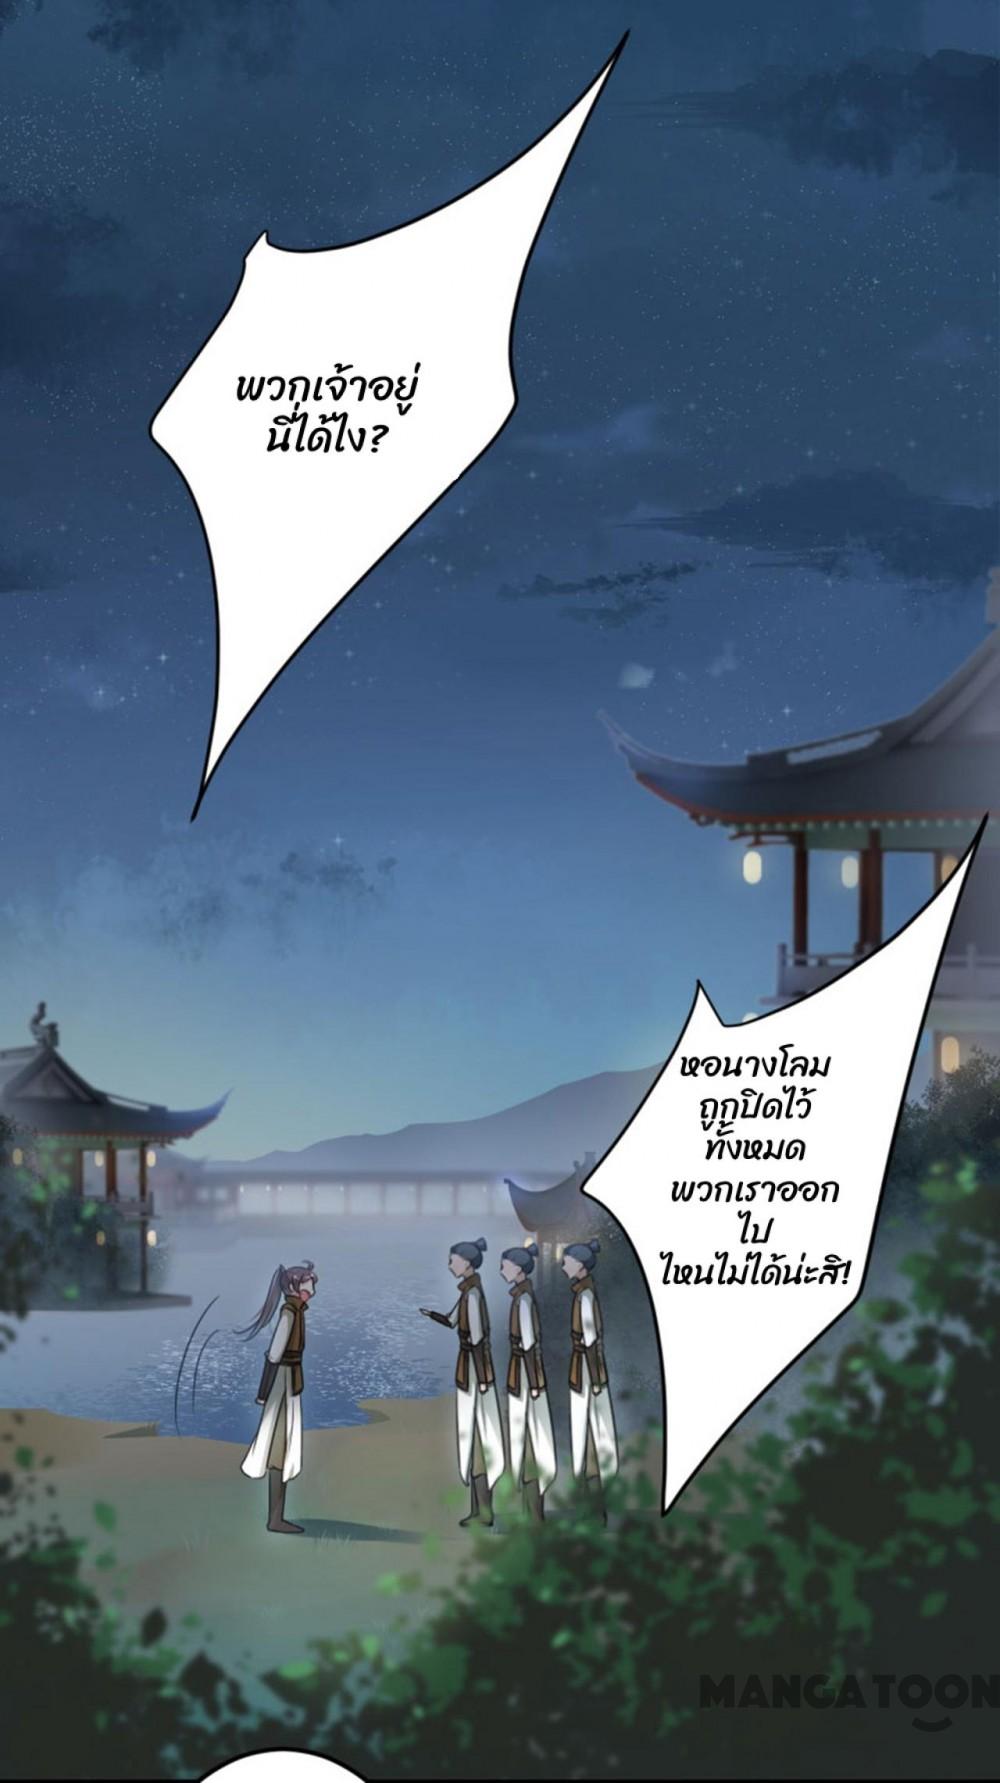 พวกเจ้าอยู่
นี่ได้ไง?
หอนางโลม
ถูกปิดไว้
ทั้งหมด
พวกเราออก
ไป
ไหนไม่ได้น่ะสิ!
MANGATOON